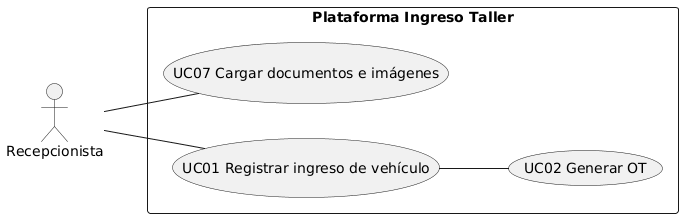 Plataforma Ingreso Taller
UC07 Cargar documentos e imágenes
Recepcionista
UC01 Registrar ingreso de vehículo
UC02 Generar OT